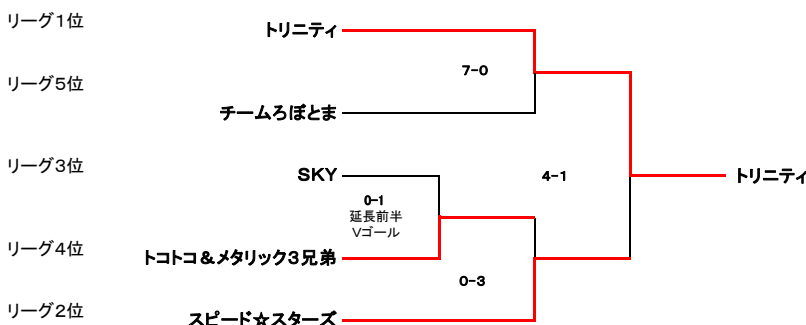 リーグ1位
トリニティ
7-0
リーグ5位
チームろぼとま
リーグ3位
SKY
4-1
トリニティ
0-1
延長前半
Vゴール
リーグ4位
トコトコ&メタリック3兄弟
0-3
リーグ2位
スピード☆スターズ